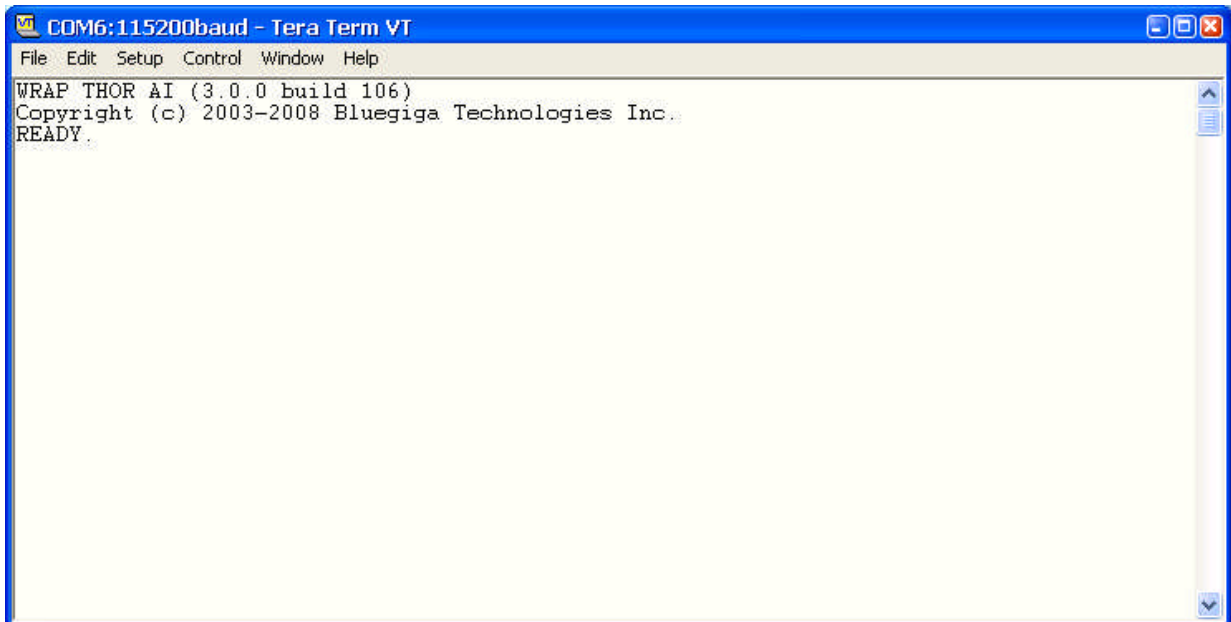 COM6:115200baud - Tera Term VT
File Edit Setup Control Window Help
WRAP THOR AI (3.0.0 build 106)
Copyright (c) 2003-2008 Bluegiga Technologies Inc.
READY.